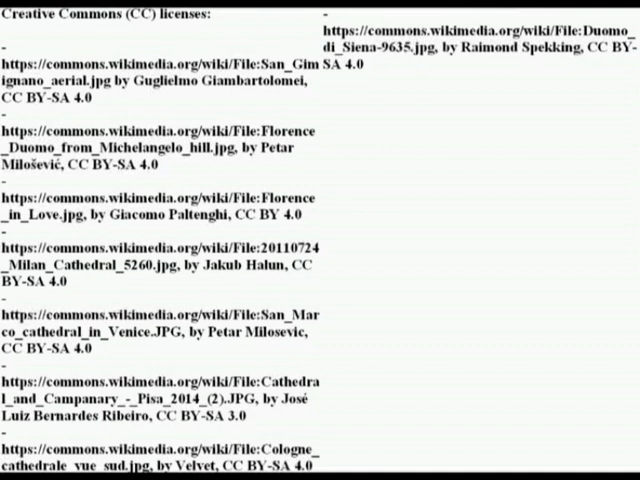 Creative Commons (CC) licenses:
-
https://commons.wikimedia.org/wiki/File:San_Gim
ignano_aerial.jpg by Guglielmo Giambartolomei,
CC BY-SA 4.0
-
https://commons.wikimedia.org/wiki/File:Florence
_Duomo_from_Michelangelo_hill.jpg, by Petar
Milošević, CC BY-SA 4.0
-
https://commons.wikimedia.org/wiki/File:Florence
_in_Love.jpg, by Giacomo Paltenghi, CC BY 4.0
-
https://commons.wikimedia.org/wiki/File:20110724
_Milan_Cathedral_5260.jpg, by Jakub Halun, CC
BY-SA 4.0
-
https://commons.wikimedia.org/wiki/File:San_Mar
co_cathedral_in_Venice.JPG, by Petar Milosevic,
CC BY-SA 4.0
-
https://commons.wikimedia.org/wiki/File:Cathedra
l_and_Campanary_-_Pisa_2014_(2).JPG, by José
Luiz Bernardes Ribeiro, CC BY-SA 3.0
-
https://commons.wikimedia.org/wiki/File:Cologne_
cathedrale_vue_sud.jpg, by Velvet, CC BY-SA 4.0
-
https://commons.wikimedia.org/wiki/File:Duomo_
di_Siena-9635.jpg, by Raimond Spekking, CC BY-
SA 4.0